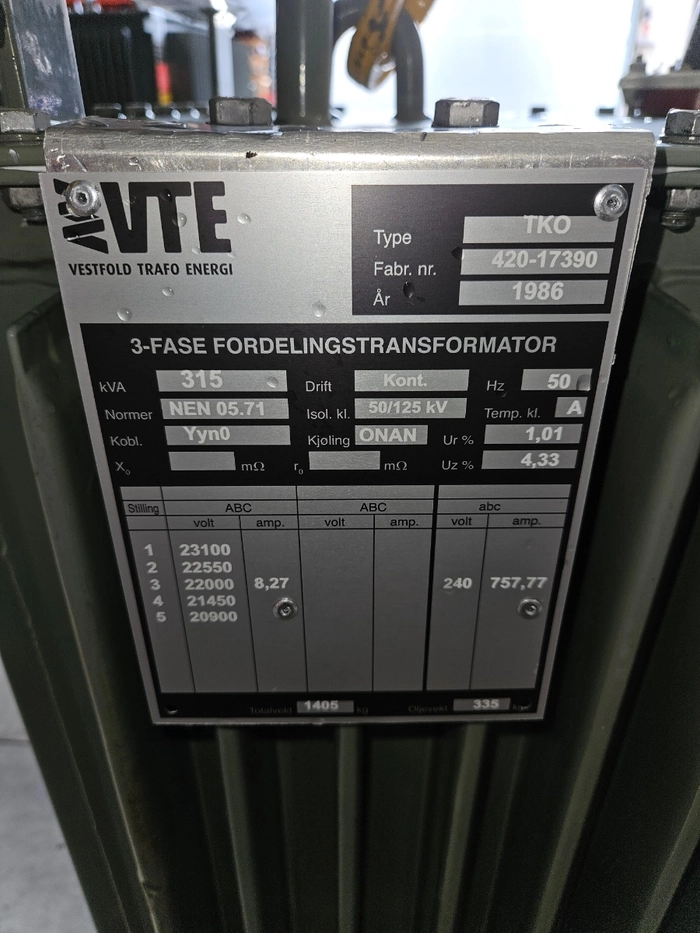 VTE
VESTFOLD TRAFO ENERGI
Type TKO
Fabr. nr. 420-17390
År 1986
3-FASE FORDELINGSTRANSFORMATOR
kVA 315 Drift Kont. Hz 50
Normer NEN 05.71 Isol. kl. 50/125 kV Temp. kl. A
Kobl. Yyn0 Kjøling ONAN Ur % 1,01
X₀ mΩ r₀ mΩ Uz % 4,33
Stilling ABC ABC abc
volt amp. volt amp. volt amp.
1 23100
2 22550
3 22000 8,27 240 757,77
4 21450
5 20900
Totalvekt 1405 kg Oljevekt 335 kg